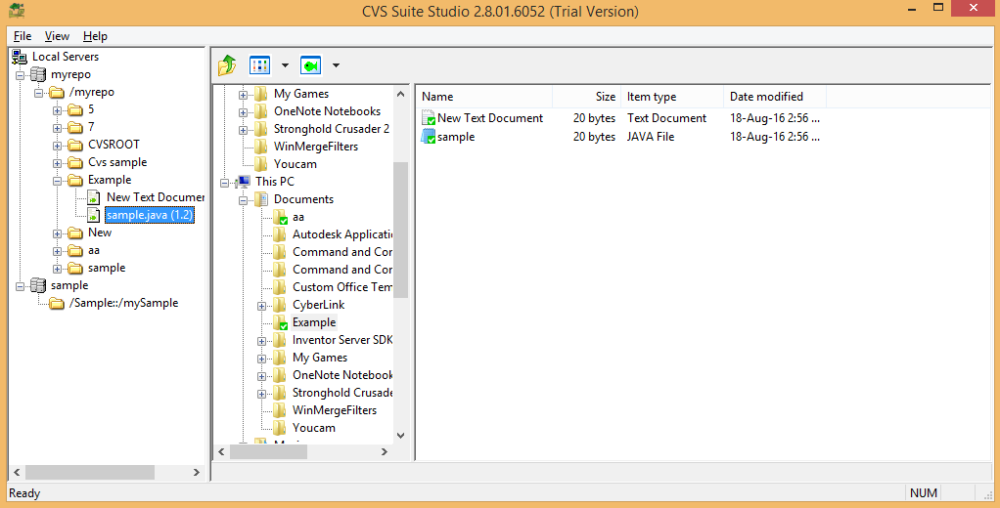 CVS Suite Studio 2.8.01.6052 (Trial Version)
File View Help
Local Servers
myrepo
/myrepo
5
7
CVSROOT
Cvs sample
Example
New Text Documer
sample.java (1.2)
New
aa
sample
sample
/Sample::/mySample
My Games
OneNote Notebooks
Stronghold Crusader 2
WinMergeFilters
Youcam
This PC
Documents
aa
Autodesk Applicatio
Command and Cor
Command and Cor
Custom Office Tem
CyberLink
Example
Inventor Server SDK
My Games
OneNote Notebook
Stronghold Crusade
WinMergeFilters
Youcam
Name Size Item type Date modified
New Text Document 20 bytes Text Document 18-Aug-16 2:56 ...
sample 20 bytes JAVA File 18-Aug-16 2:56 ...
Ready NUM